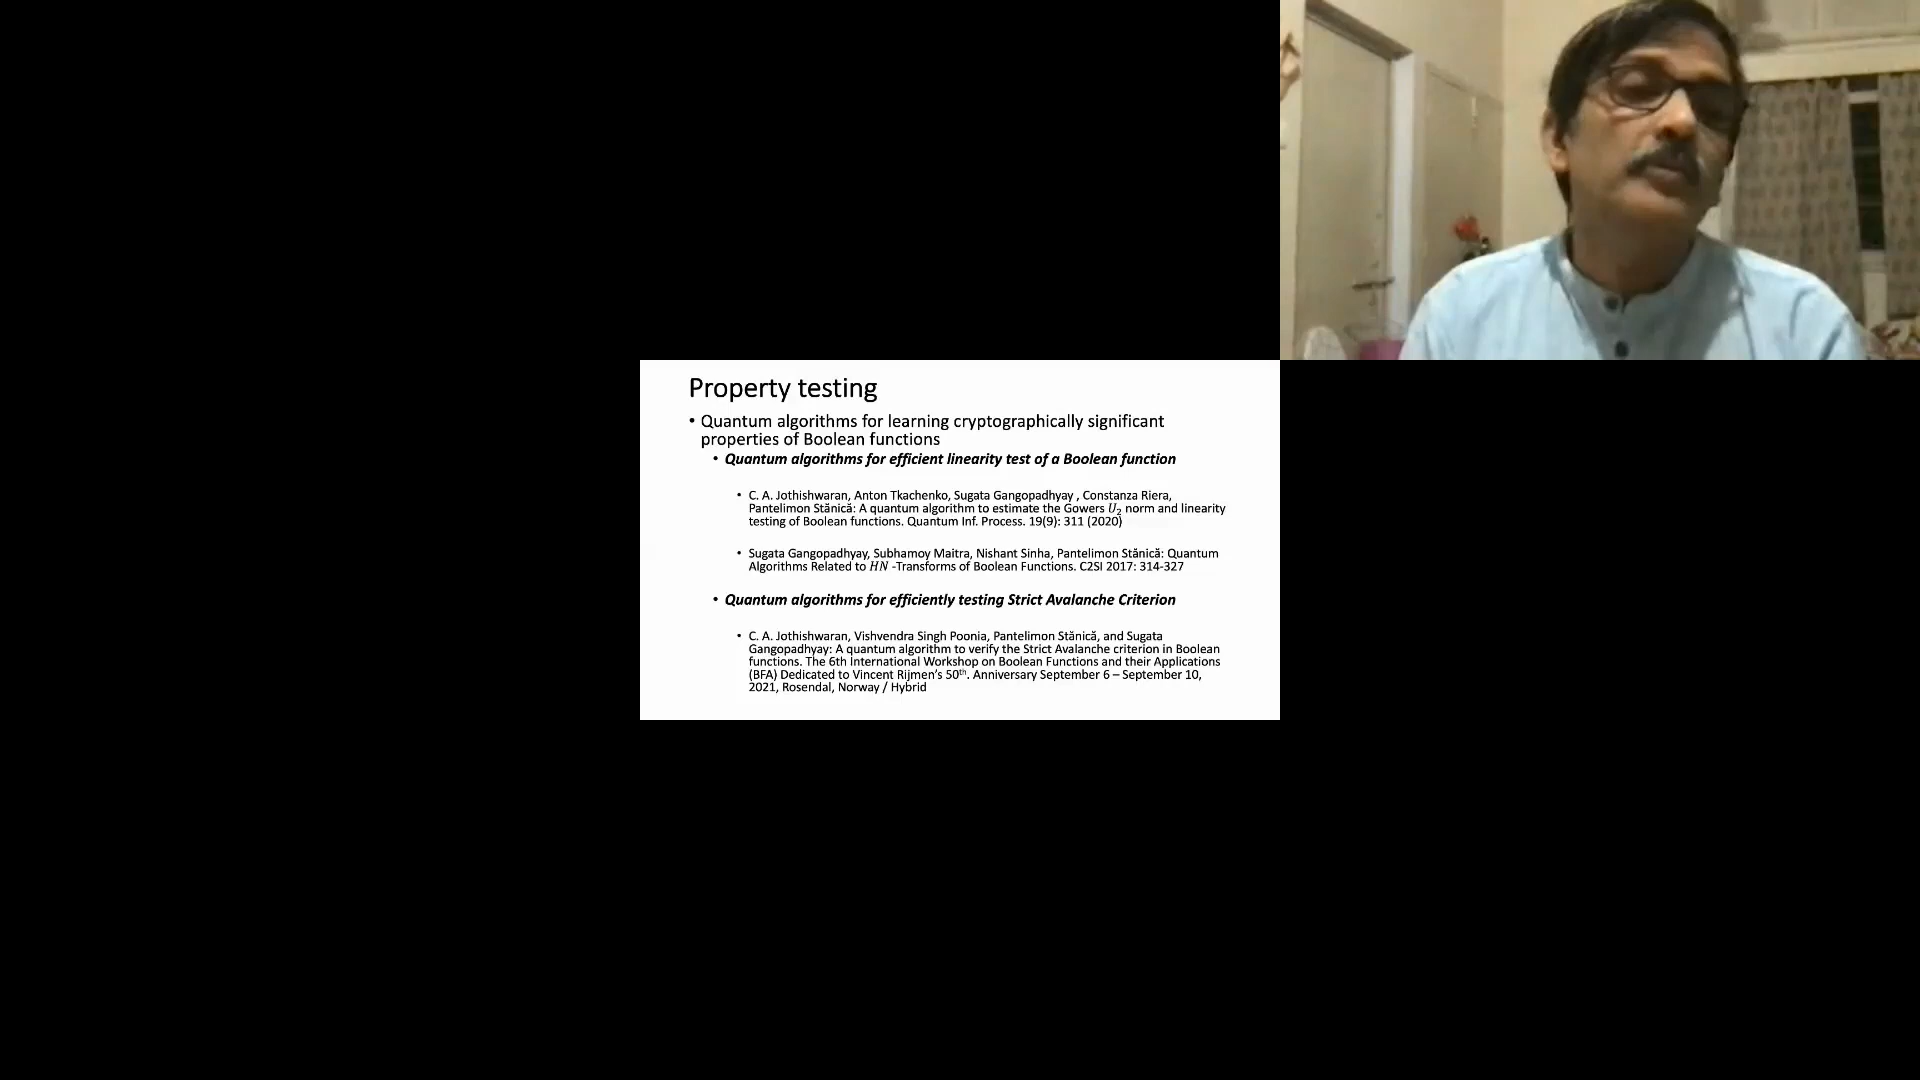 Property testing
• Quantum algorithms for learning cryptographically significant
properties of Boolean functions
• Quantum algorithms for efficient linearity test of a Boolean function
• C. A. Jothishwaran, Anton Tkachenko, Sugata Gangopadhyay , Constanza Riera,
Pantelimon Stănică: A quantum algorithm to estimate the Gowers U₂ norm and linearity
testing of Boolean functions. Quantum Inf. Process. 19(9): 311 (2020)
• Sugata Gangopadhyay, Subhamoy Maitra, Nishant Sinha, Pantelimon Stănică: Quantum
Algorithms Related to HN -Transforms of Boolean Functions. C2SI 2017: 314-327
• Quantum algorithms for efficiently testing Strict Avalanche Criterion
• C. A. Jothishwaran, Vishvendra Singh Poonia, Pantelimon Stănică, and Sugata
Gangopadhyay: A quantum algorithm to verify the Strict Avalanche criterion in Boolean
functions. The 6th International Workshop on Boolean Functions and their Applications
(BFA) Dedicated to Vincent Rijmen’s 50th. Anniversary September 6 – September 10,
2021, Rosendal, Norway / Hybrid